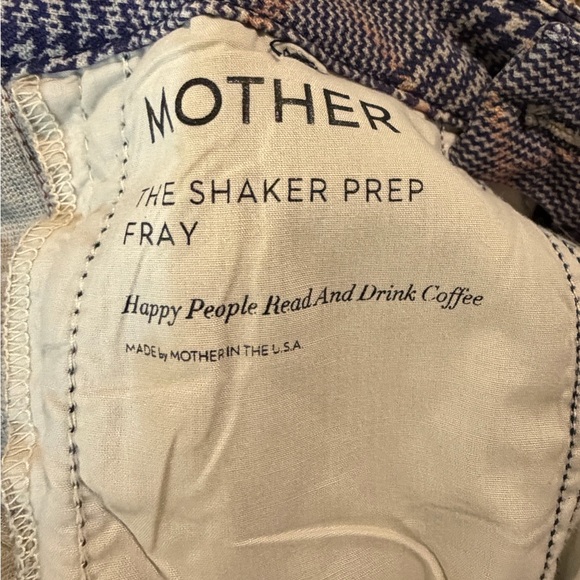 MOTHER
THE SHAKER PREP
FRAY
Happy People Read And Drink Coffee
MADE by MOTHER IN THE U.S.A.